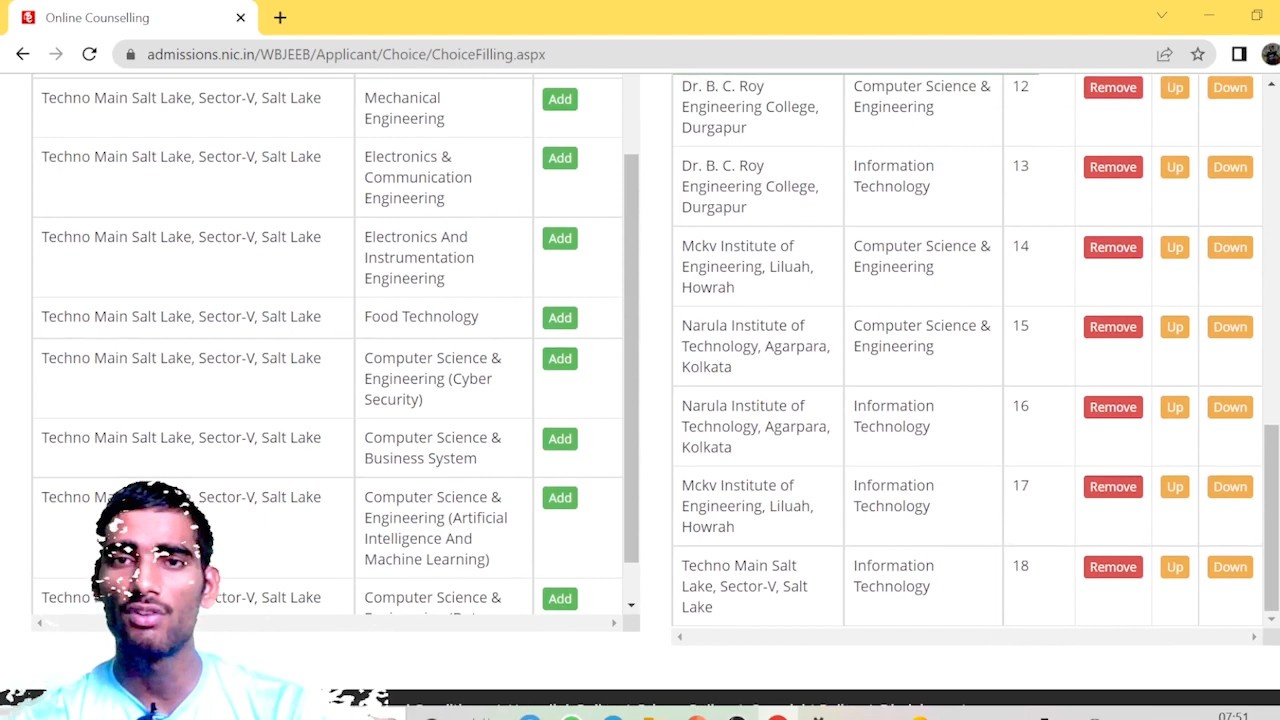 Online Counselling
admissions.nic.in/WBJEEB/Applicant/Choice/ChoiceFilling.aspx
Techno Main Salt Lake, Sector-V, Salt Lake
Mechanical
Engineering
Add
Techno Main Salt Lake, Sector-V, Salt Lake
Electronics &
Communication
Engineering
Add
Techno Main Salt Lake, Sector-V, Salt Lake
Electronics And
Instrumentation
Engineering
Add
Techno Main Salt Lake, Sector-V, Salt Lake
Food Technology
Add
Techno Main Salt Lake, Sector-V, Salt Lake
Computer Science &
Engineering (Cyber
Security)
Add
Techno Main Salt Lake, Sector-V, Salt Lake
Computer Science &
Business System
Add
Techno Sector-V, Salt Lake
Computer Science &
Engineering (Artificial
Intelligence And
Machine Learning)
Add
Techno Salt Lake
Computer Science &
Add
Dr. B. C. Roy
Engineering College,
Durgapur
Computer Science &
Engineering
12
Remove
Up
Down
Dr. B. C. Roy
Engineering College,
Durgapur
Information
Technology
13
Remove
Up
Down
Mckv Institute of
Engineering, Liluah,
Howrah
Computer Science &
Engineering
14
Remove
Up
Down
Narula Institute of
Technology, Agarpara,
Kolkata
Computer Science &
Engineering
15
Remove
Up
Down
Narula Institute of
Technology, Agarpara,
Kolkata
Information
Technology
16
Remove
Up
Down
Mckv Institute of
Engineering, Liluah,
Howrah
Information
Technology
17
Remove
Up
Down
Techno Main Salt
Lake, Sector-V, Salt
Lake
Information
Technology
18
Remove
Up
Down
07:51